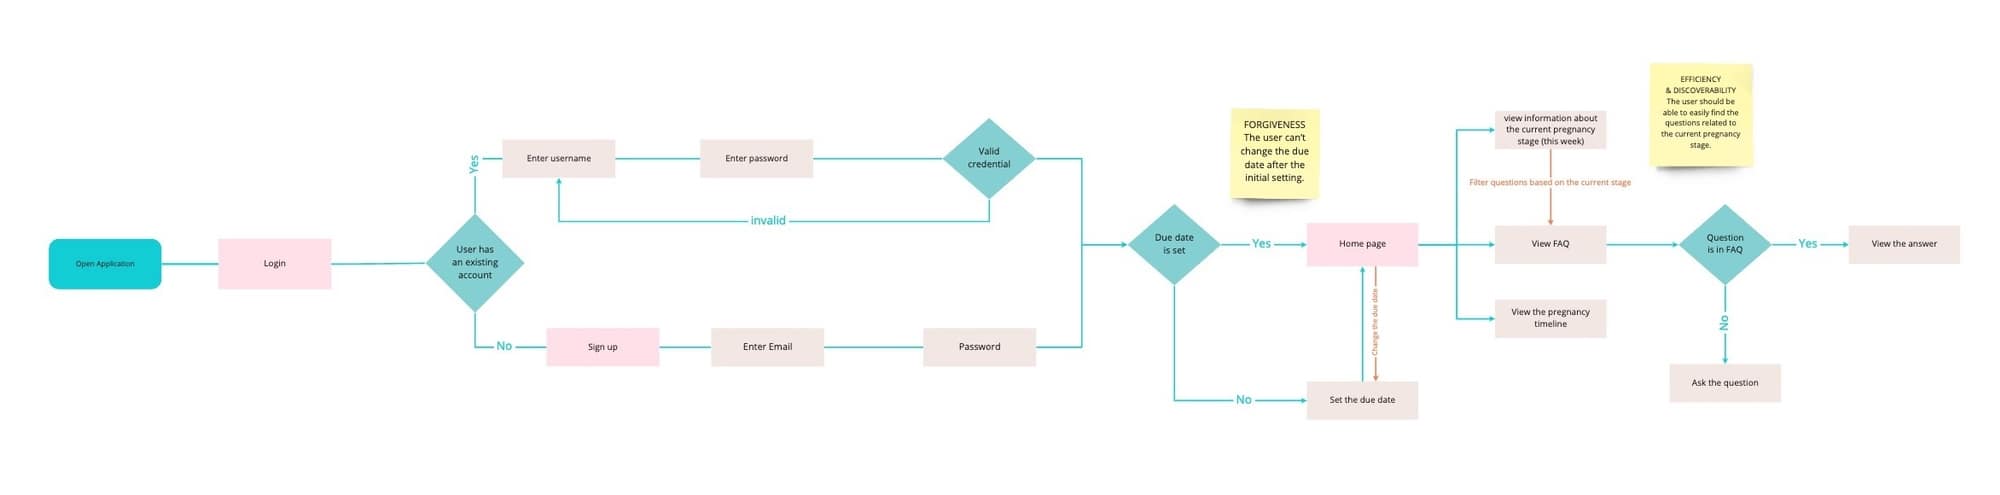 Open Application
Login
User has
an existing
account
Yes
Enter username
Enter password
Valid
credential
invalid
No
Sign up
Enter Email
Password
Due date
is set
Yes
No
FORGIVENESS
The user can't
change the due
date after the
initial setting.
Home page
Change the due date
Set the due date
view information about
the current pregnancy
stage (this week)
Filter questions based on the current stage
View FAQ
View the pregnancy
timeline
EFFICIENCY
& DISCOVERABILITY
The user should be
able to easily find the
questions related to
the current pregnancy
stage.
Question
is in FAQ
Yes
View the answer
No
Ask the question